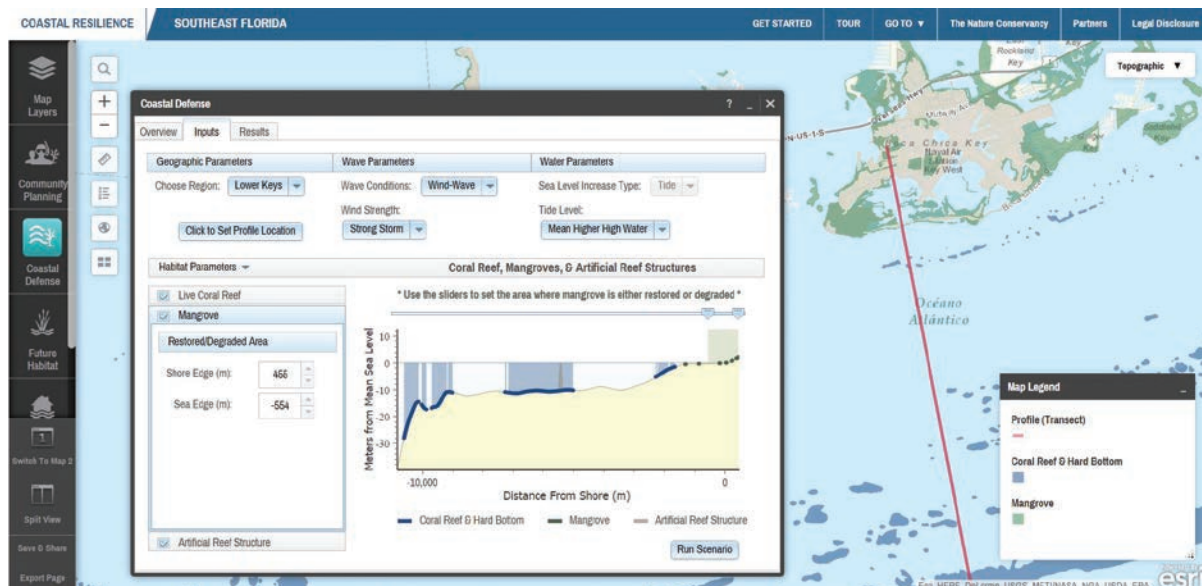 COASTAL RESILIENCE
SOUTHEAST FLORIDA
GET STARTED
TOUR
GO TO ▼
The Nature Conservancy
Partners
Legal Disclosure
Map
Layers
Community
Planning
Coastal
Defense
Future
Habitat
1
Switch To Map 2
Split View
Save & Share
Export Page
Topographic ▼
Rockland
Key
Key
Overseas Hwy
Midway Av
N-US-1-S
Boca Chica Key
Naval Air
Station
Key West
Océano
Atlántico
Coastal Defense
? _ ×
Overview
Inputs
Results
Geographic Parameters
Wave Parameters
Water Parameters
Choose Region: Lower Keys
Wave Conditions: Wind-Wave
Sea Level Increase Type: Tide
Wind Strength:
Tide Level:
Click to Set Profile Location
Strong Storm
Mean Higher High Water
Habitat Parameters
Coral Reef, Mangroves, & Artificial Reef Structures
Live Coral Reef
Mangrove
Restored/Degraded Area
Shore Edge (m): 466
Sea Edge (m): -554
Artificial Reef Structure
* Use the sliders to set the area where mangrove is either restored or degraded *
Meters from Mean Sea Level
10
0
-10
-20
-30
-10,000
0
Distance From Shore (m)
Coral Reef & Hard Bottom
Mangrove
Artificial Reef Structure
Run Scenario
Map Legend
Profile (Transect)
Coral Reef & Hard Bottom
Mangrove
esri